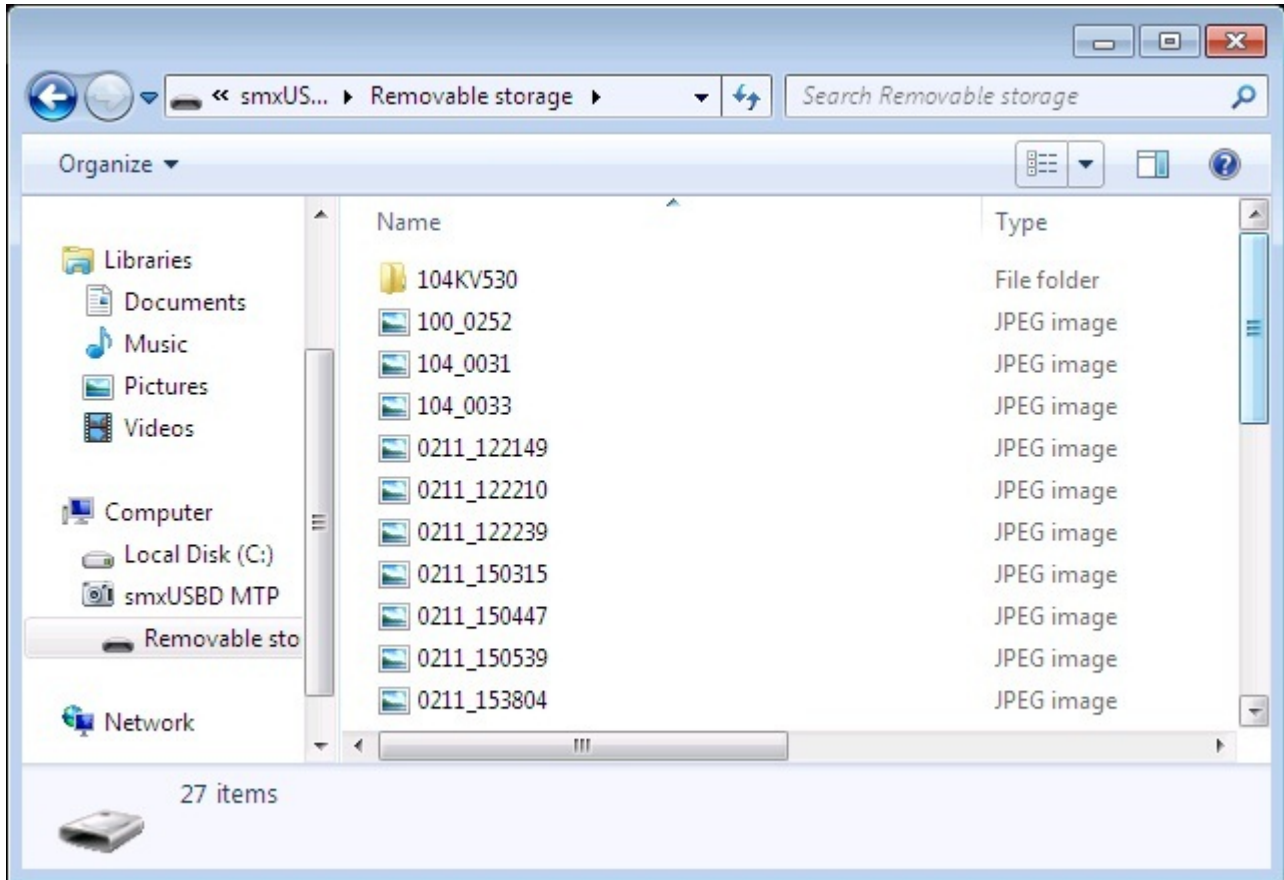 « smxUS... Removable storage
Search Removable storage
Organize
Name Type
Libraries
Documents
Music
Pictures
Videos
Computer
Local Disk (C:)
smxUSBD MTP
Removable sto
Network
104KV530 File folder
100_0252 JPEG image
104_0031 JPEG image
104_0033 JPEG image
0211_122149 JPEG image
0211_122210 JPEG image
0211_122239 JPEG image
0211_150315 JPEG image
0211_150447 JPEG image
0211_150539 JPEG image
0211_153804 JPEG image
27 items